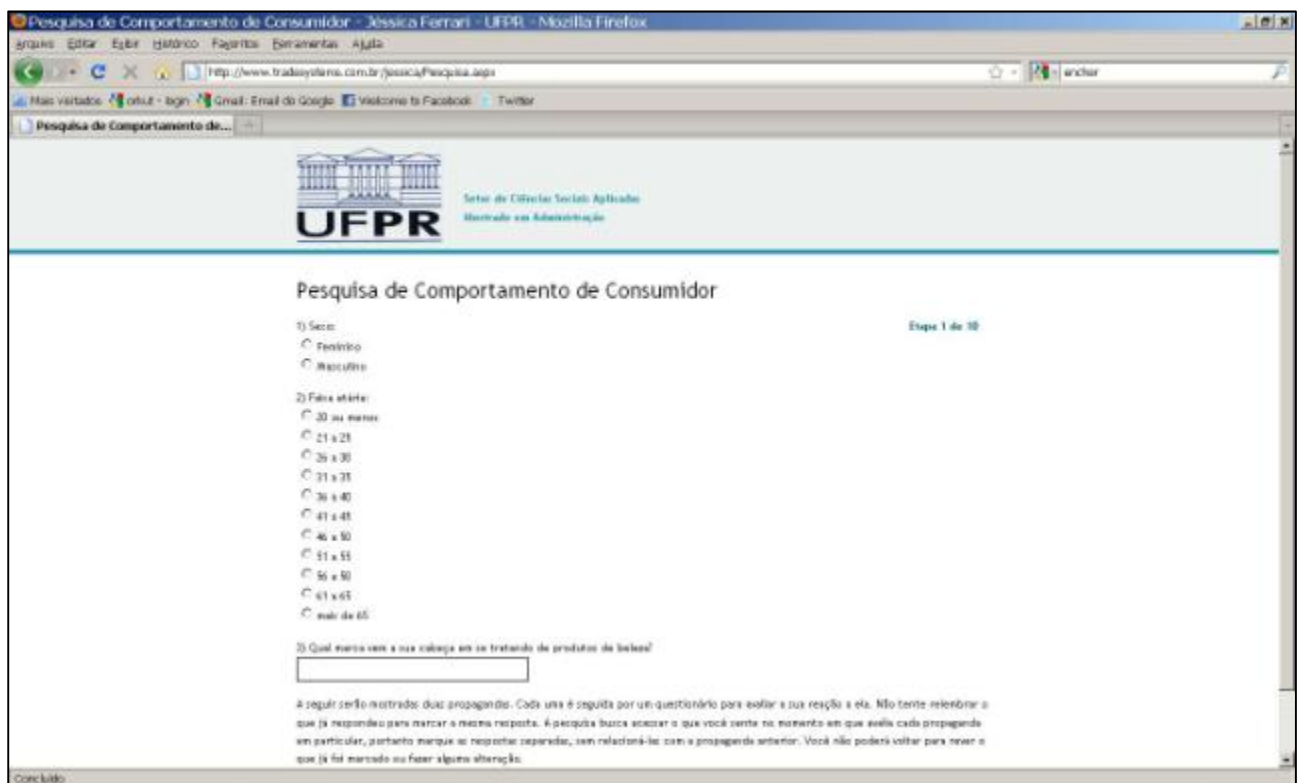 Pesquisa de Comportamento de Consumidor - Jéssica Ferrari - UFPR - Mozilla Firefox
Arquivo Editar Exibir Histórico Favoritos Ferramentas Ajuda
http://www.tradesystems.com.br/jessica/Pesquisa.aspx
Mais visitados orkut - login Gmail: Email do Google Welcome to Facebook Twitter
Pesquisa de Comportamento de...
UFPR
Setor de Ciências Sociais Aplicadas
Mestrado em Administração
Pesquisa de Comportamento de Consumidor
1) Sexo: Etapa 1 de 10
Feminino
Masculino
2) Faixa etária:
20 ou menos
21 a 25
26 a 30
31 a 35
36 a 40
41 a 45
46 a 50
51 a 55
61 a 65
mais de 65
3) Qual marca vem a sua cabeça em se tratando de produtos de beleza?
A seguir serão mostradas duas propagandas. Cada uma é seguida por um questionário para avaliar a sua reação a ela. Não tente relembrar o
que já respondeu para marcar a mesma resposta. A pesquisa busca acessar o que você sente no momento em que avalia cada propaganda
em particular, portanto marque as respostas separadas, sem relacioná-las com a propaganda anterior. Você não poderá voltar para rever o
que já foi marcado ou fazer alguma alteração.
Concluído